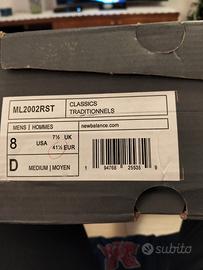 ML2002RST
CLASSICS
TRADITIONNELS
MENS | HOMMES
newbalance.com
8 USA 7½ UK
41½ EUR
D MEDIUM | MOYEN
subito